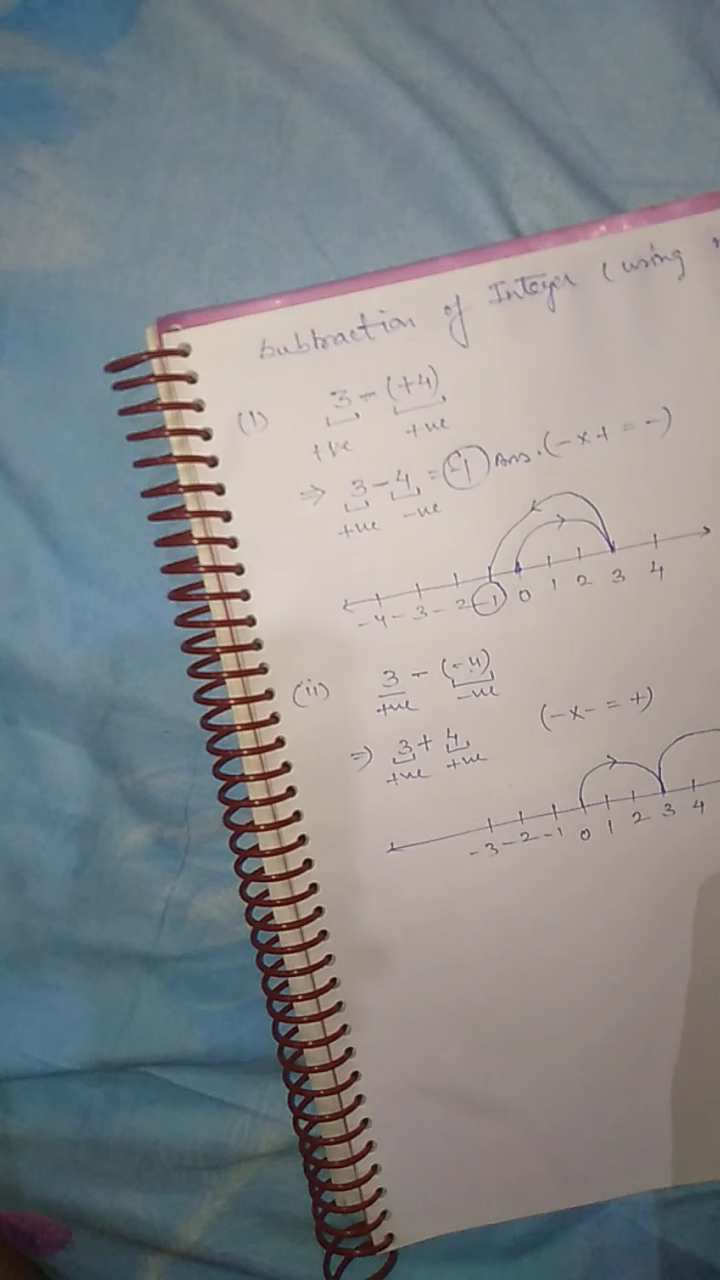 Subtraction of Integer (using
(i) 3 - (+4)
+ve +ve
⇒ 3 - 4 = -1 Ans. (- x + = -)
+ve -ve
-4 -3 -2 -1 0 1 2 3 4
(ii) 3 - (-4)
+ve -ve
⇒ 3 + 4 (- x - = +)
+ve +ve
-3 -2 -1 0 1 2 3 4